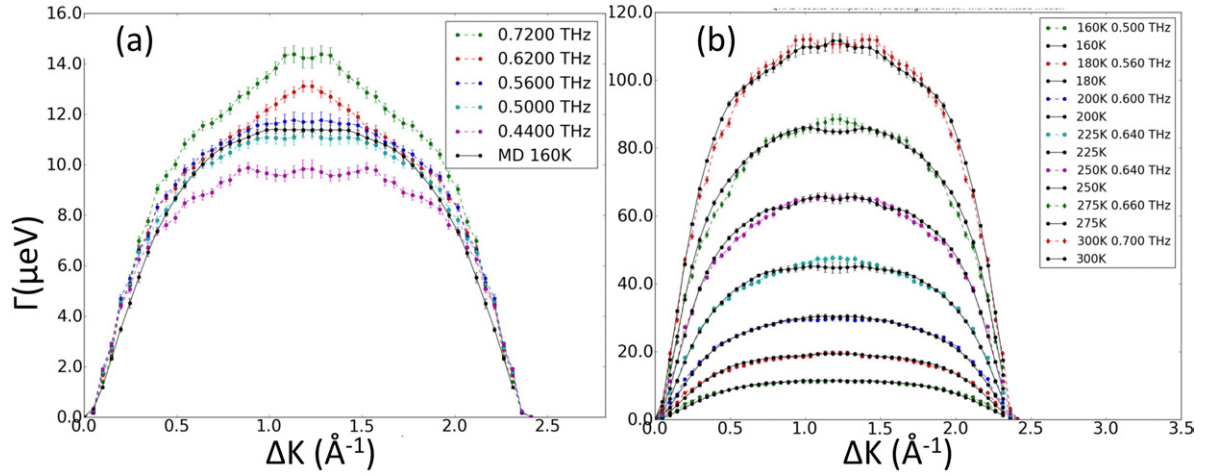 (a)
0.7200 THz
0.6200 THz
0.5600 THz
0.5000 THz
0.4400 THz
MD 160K
16.0
14.0
12.0
10.0
8.0
6.0
4.0
2.0
0.0
Γ(μeV)
0.0 0.5 1.0 1.5 2.0 2.5
ΔK (Å⁻¹)
(b)
160K 0.500 THz
160K
180K 0.560 THz
180K
200K 0.600 THz
200K
225K 0.640 THz
225K
250K 0.640 THz
250K
275K 0.660 THz
275K
300K 0.700 THz
300K
120.0
100.0
80.0
60.0
40.0
20.0
0.0
0.0 0.5 1.0 1.5 2.0 2.5 3.0 3.5
ΔK (Å⁻¹)